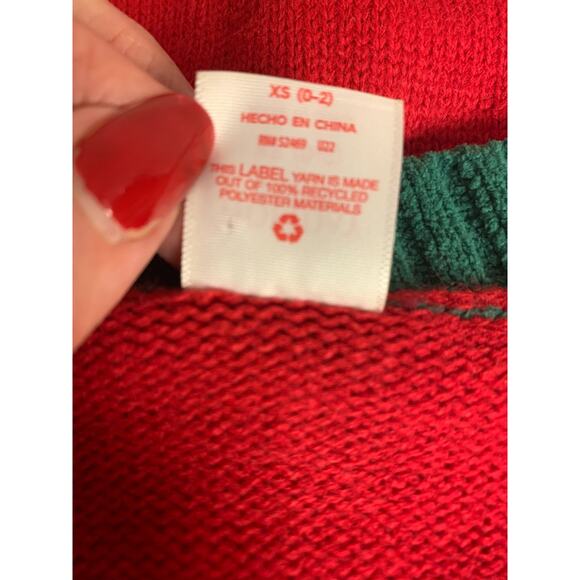 XS (0-2)
HECHO EN CHINA
RN# 52469 U22
THIS LABEL YARN IS MADE
OUT OF 100% RECYCLED
POLYESTER MATERIALS